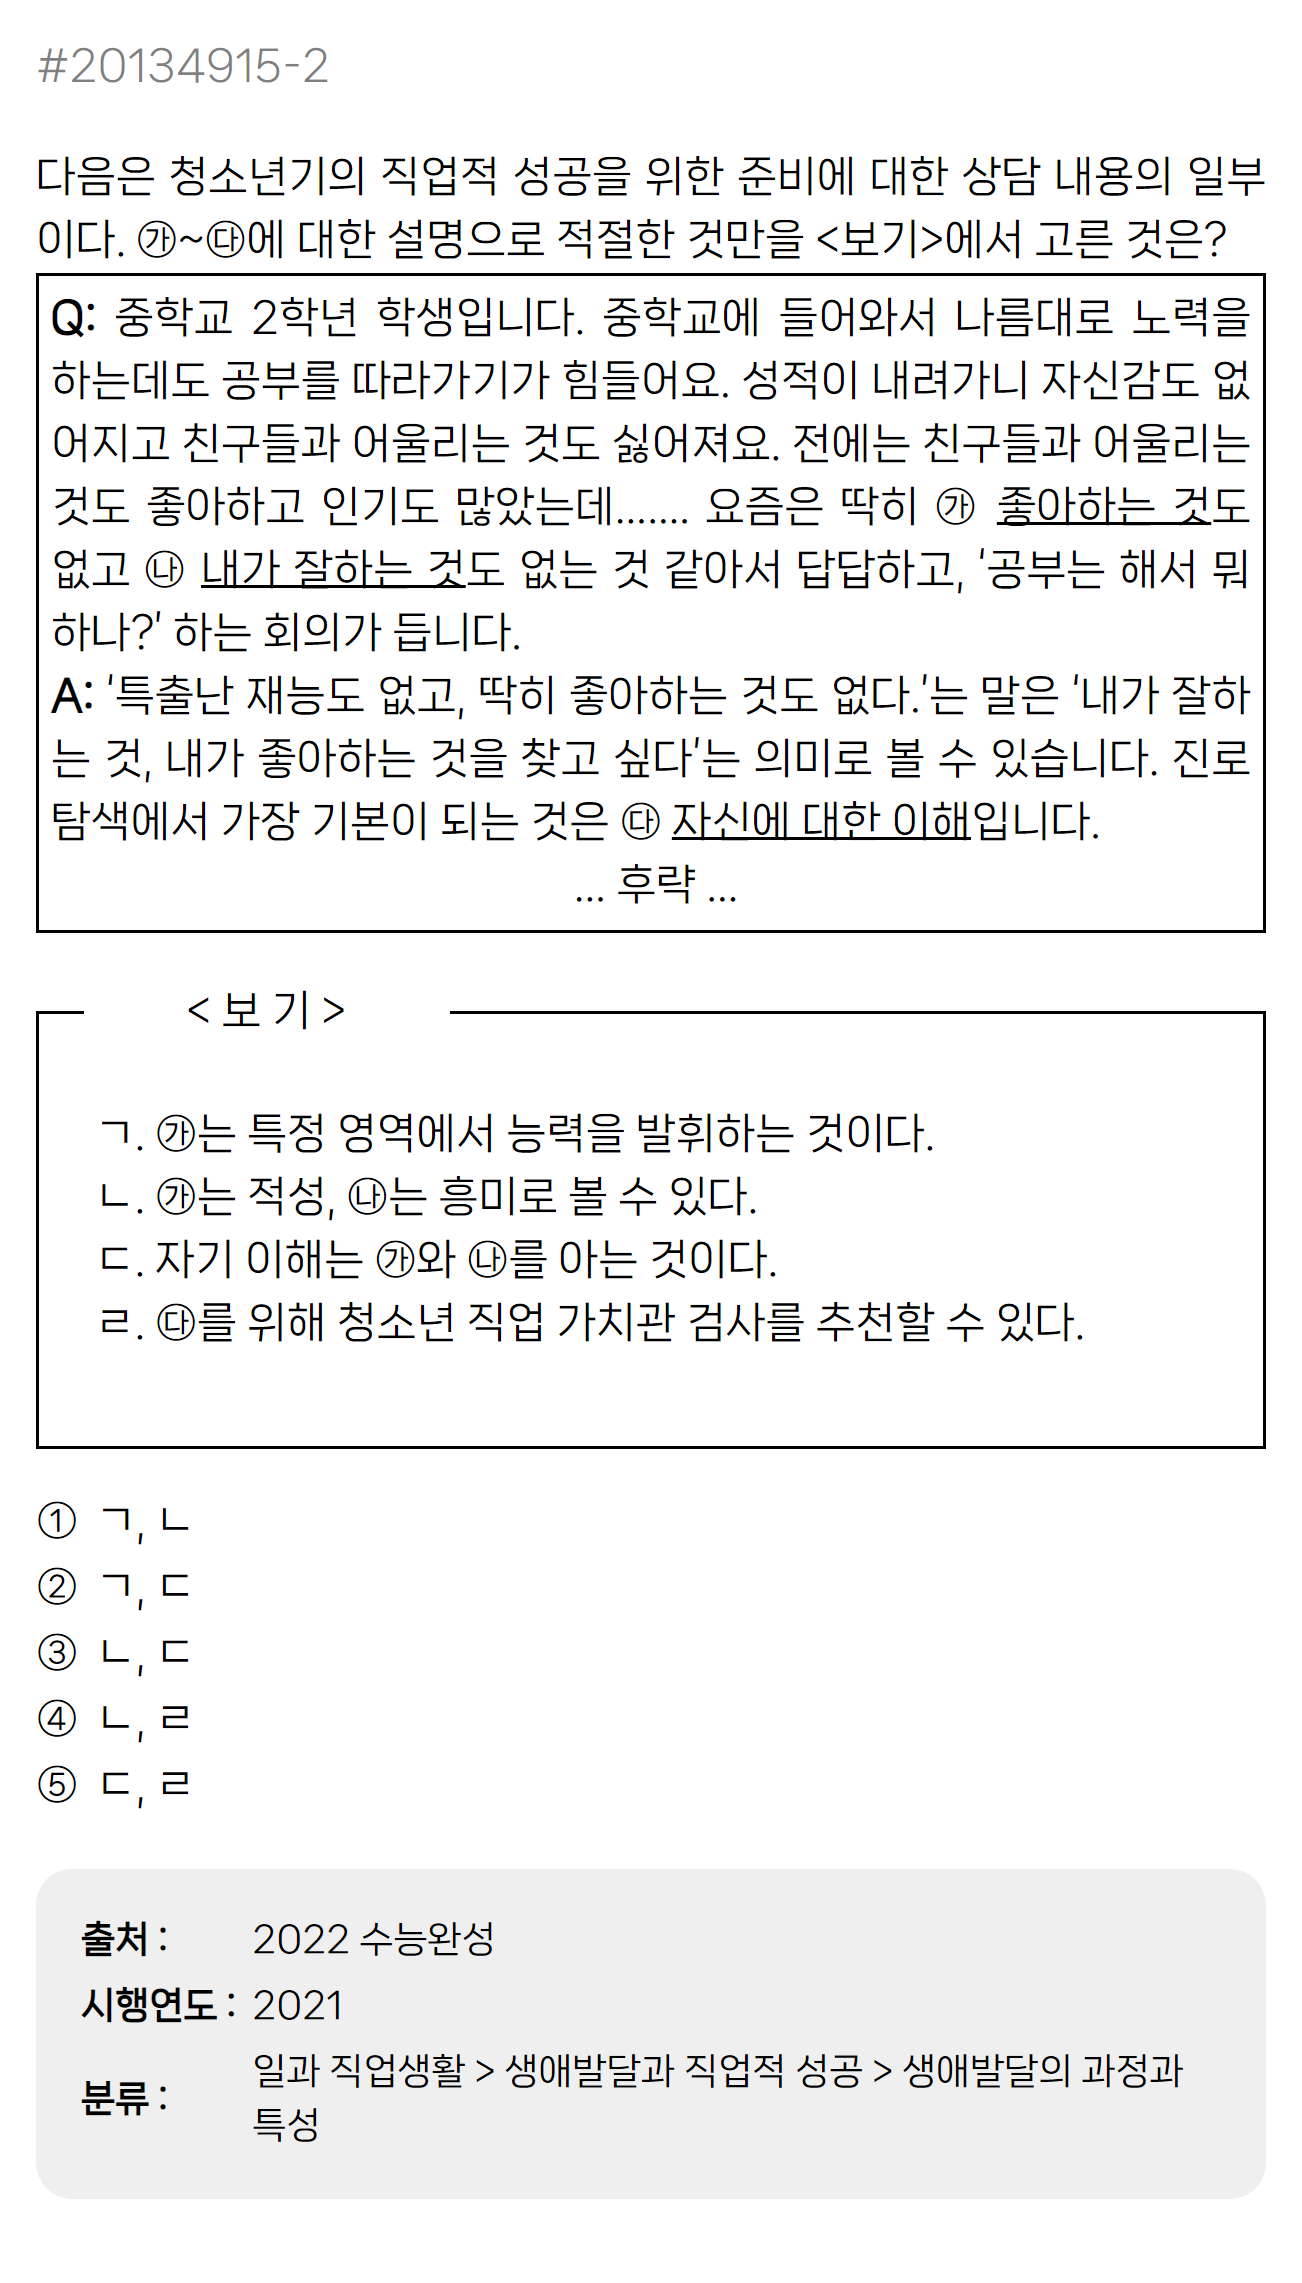 #20134915-2
다음은 청소년기의 직업적 성공을 위한 준비에 대한 상담 내용의 일부
이다. ㉮~㉰에 대한 설명으로 적절한 것만을 <보기>에서 고른 것은?
Q: 중학교 2학년 학생입니다. 중학교에 들어와서 나름대로 노력을
하는데도 공부를 따라가기가 힘들어요. 성적이 내려가니 자신감도 없
어지고 친구들과 어울리는 것도 싫어져요. 전에는 친구들과 어울리는
것도 좋아하고 인기도 많았는데....... 요즘은 딱히 ㉮ 좋아하는 것도
없고 ㉯ 내가 잘하는 것도 없는 것 같아서 답답하고, '공부는 해서 뭐
하나?' 하는 회의가 듭니다.
A: '특출난 재능도 없고, 딱히 좋아하는 것도 없다.'는 말은 '내가 잘하
는 것, 내가 좋아하는 것을 찾고 싶다'는 의미로 볼 수 있습니다. 진로
탐색에서 가장 기본이 되는 것은 ㉰ 자신에 대한 이해입니다.
... 후략 ...
< 보 기 >
ㄱ. ㉮는 특정 영역에서 능력을 발휘하는 것이다.
ㄴ. ㉮는 적성, ㉯는 흥미로 볼 수 있다.
ㄷ. 자기 이해는 ㉮와 ㉯를 아는 것이다.
ㄹ. ㉰를 위해 청소년 직업 가치관 검사를 추천할 수 있다.
① ㄱ, ㄴ
② ㄱ, ㄷ
③ ㄴ, ㄷ
④ ㄴ, ㄹ
⑤ ㄷ, ㄹ
출처 : 2022 수능완성
시행연도 : 2021
분류 : 일과 직업생활 > 생애발달과 직업적 성공 > 생애발달의 과정과
특성